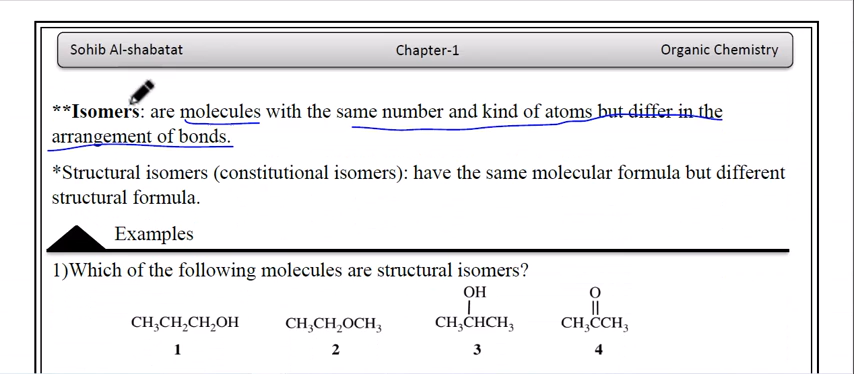 Sohib Al-shabatat Chapter-1 Organic Chemistry
**Isomers: are molecules with the same number and kind of atoms but differ in the
arrangement of bonds.
*Structural isomers (constitutional isomers): have the same molecular formula but different
structural formula.
Examples
1)Which of the following molecules are structural isomers?
OH O
CH₃CH₂CH₂OH CH₃CH₂OCH₃ CH₃CHCH₃ CH₃CCH₃
1 2 3 4